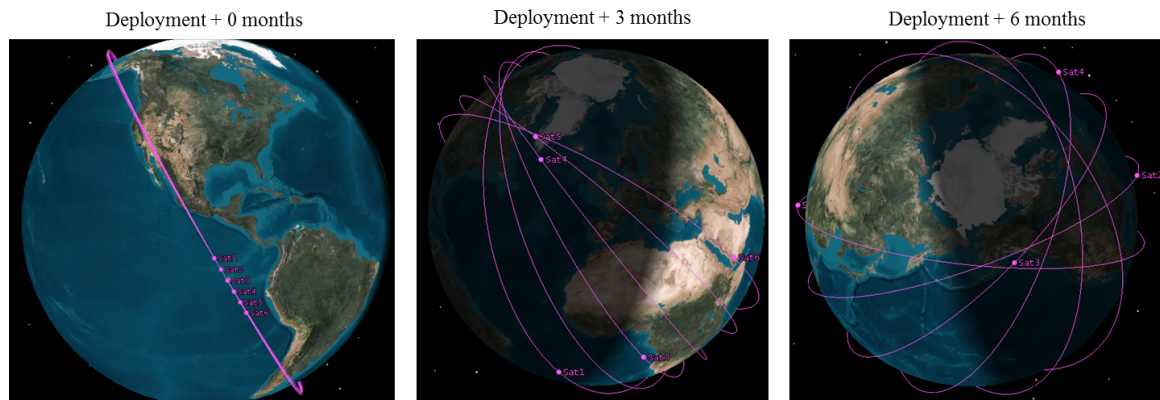 Deployment + 0 months
Deployment + 3 months
Deployment + 6 months
Sat1
Sat2
Sat3
Sat4
Sat5
Sat6
Sat5
Sat4
Sat6
Sat3
Sat1
Sat4
Sat2
Sat3